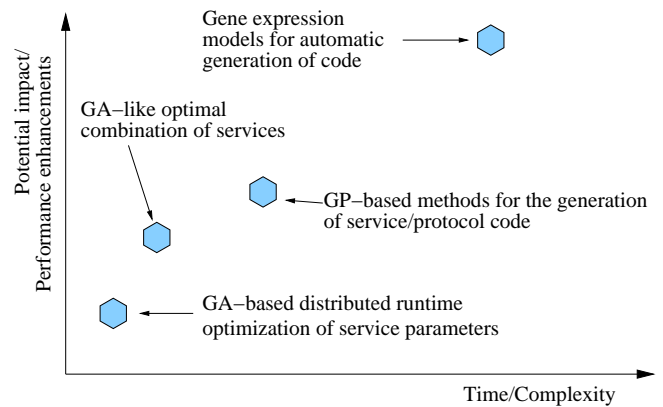 Gene expression
models for automatic
generation of code
Potential impact/
Performance enhancements
GA−like optimal
combination of services
GP−based methods for the generation
of service/protocol code
GA−based distributed runtime
optimization of service parameters
Time/Complexity